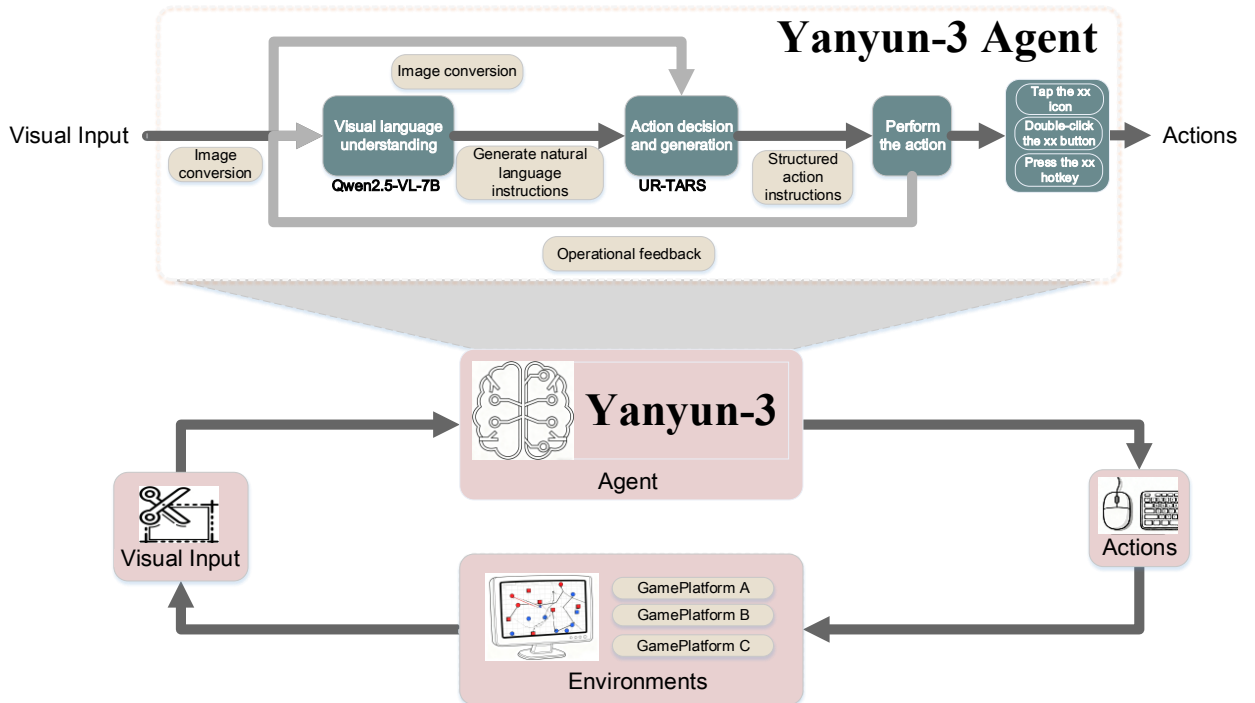 Yanyun-3 Agent
Image conversion
Visual Input
Image
conversion
Visual language
understanding
Qwen2.5-VL-7B
Generate natural
language
instructions
Action decision
and generation
UR-TARS
Structured
action
instructions
Perform
the action
Tap the xx
icon
Double-click
the xx button
Press the xx
hotkey
Actions
Operational feedback
Yanyun-3
Agent
Visual Input
Actions
GamePlatform A
GamePlatform B
GamePlatform C
Environments